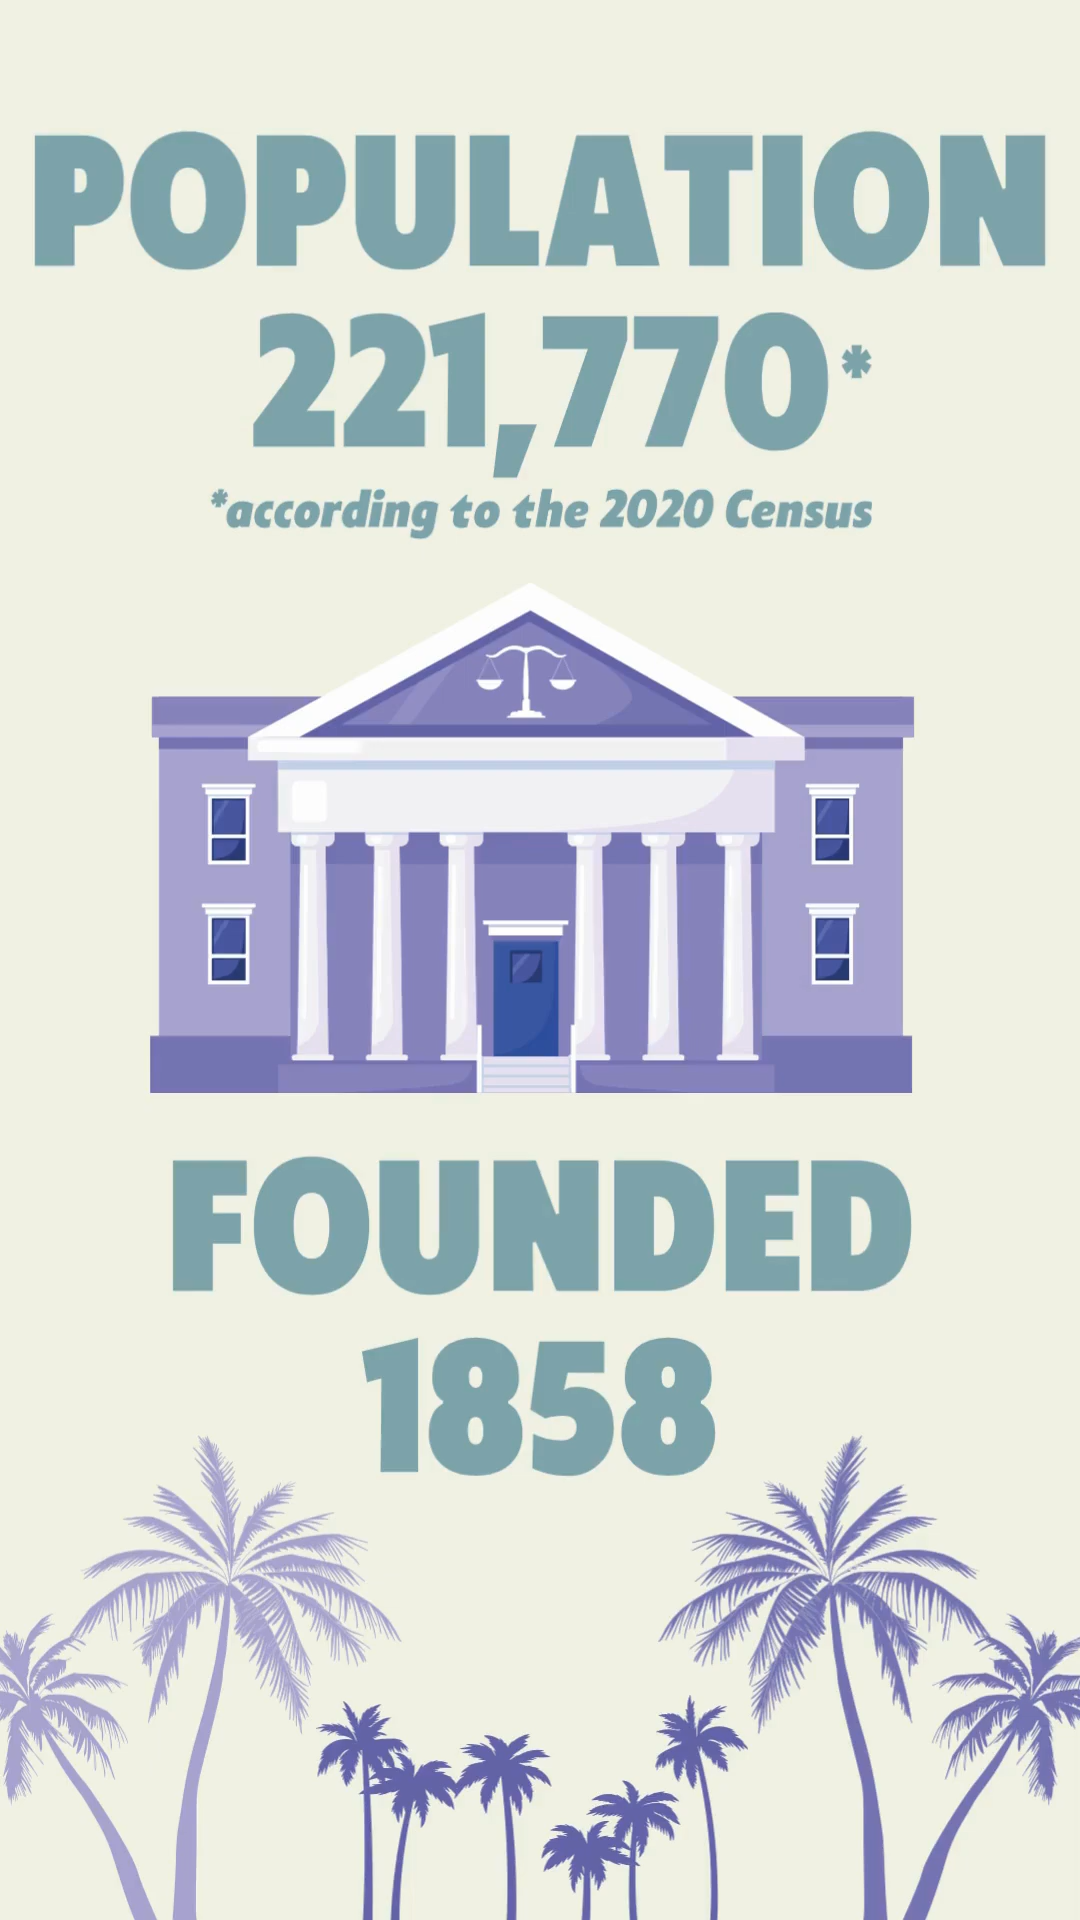 POPULATION
221,770*
*according to the 2020 Census
FOUNDED
1858